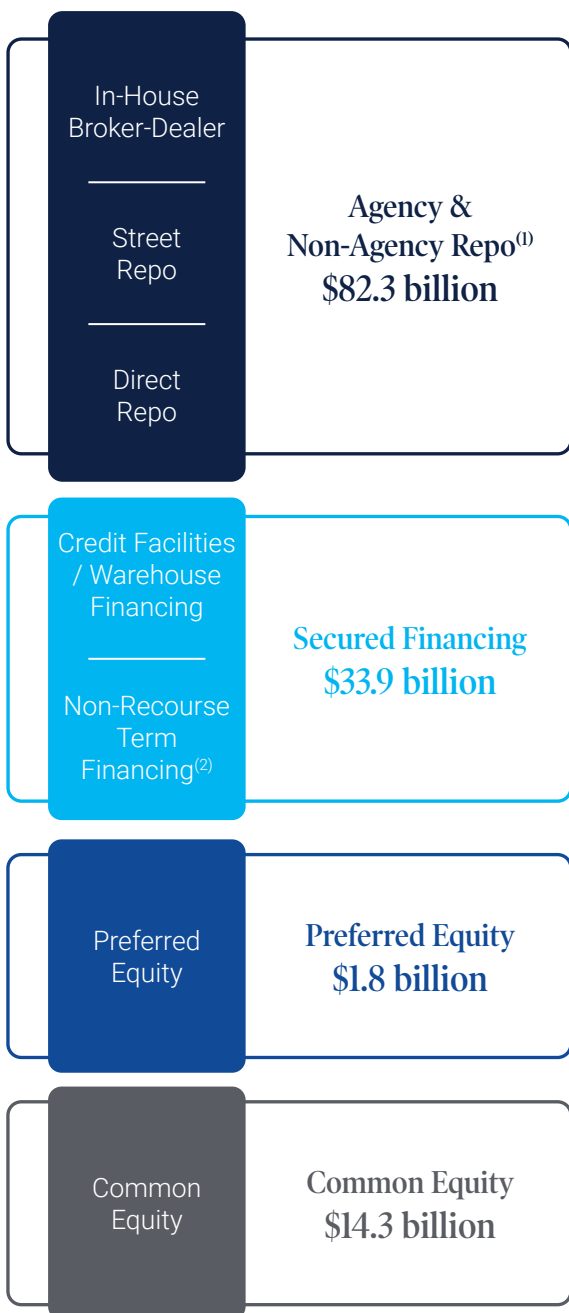 In-House
Broker-Dealer
Street
Repo
Direct
Repo
Agency &
Non-Agency Repo(1)
$82.3 billion
Credit Facilities
/ Warehouse
Financing
Non-Recourse
Term
Financing(2)
Secured Financing
$33.9 billion
Preferred
Equity
Preferred Equity
$1.8 billion
Common
Equity
Common Equity
$14.3 billion